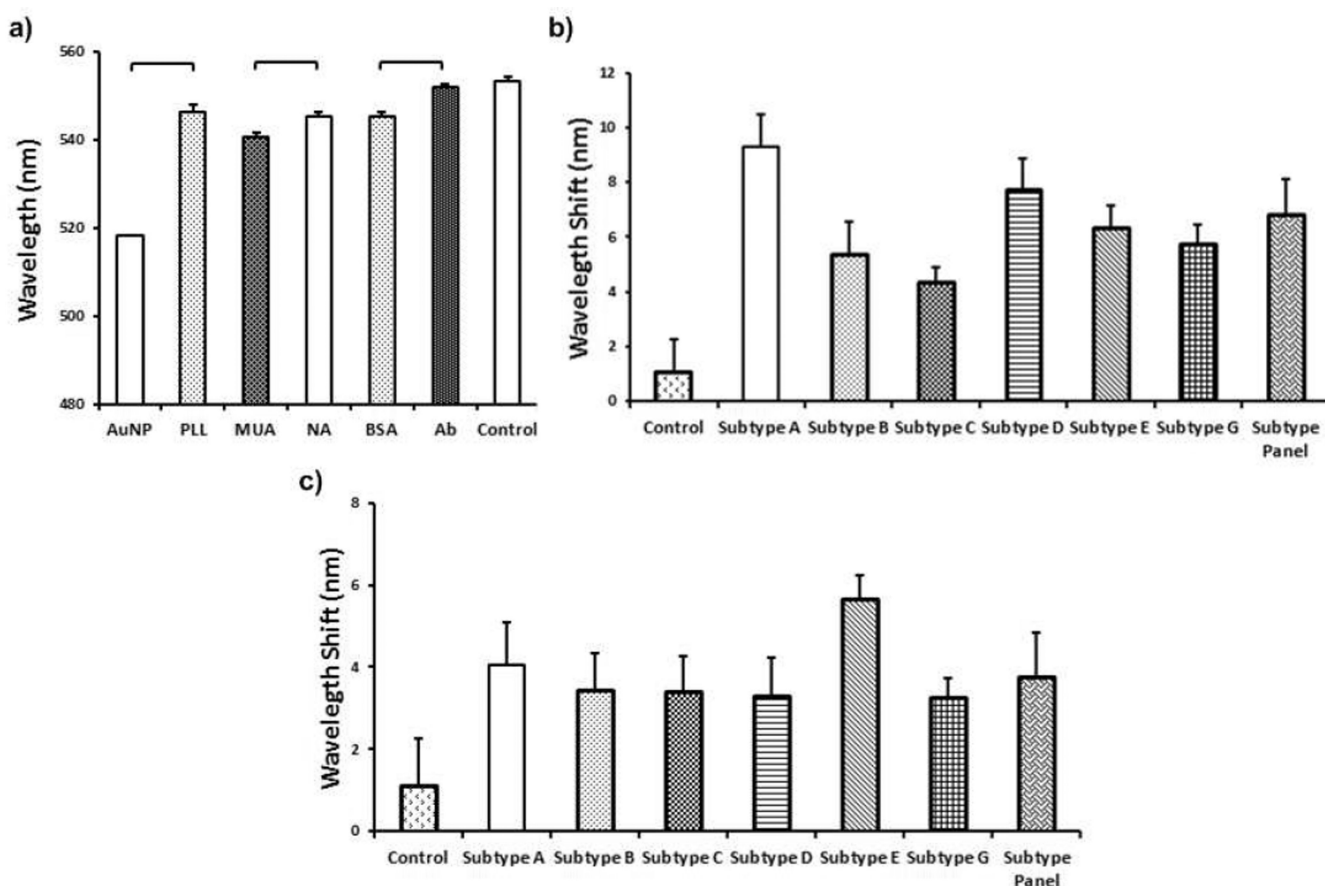 a)
Wavelegth (nm)
560
540
520
500
480
AuNP PLL MUA NA BSA Ab Control
b)
Wavelegth Shift (nm)
12
10
8
6
4
2
0
Control Subtype A Subtype B Subtype C Subtype D Subtype E Subtype G Subtype
Panel
c)
Wavelegth Shift (nm)
8
6
4
2
0
Control Subtype A Subtype B Subtype C Subtype D Subtype E Subtype G Subtype
Panel